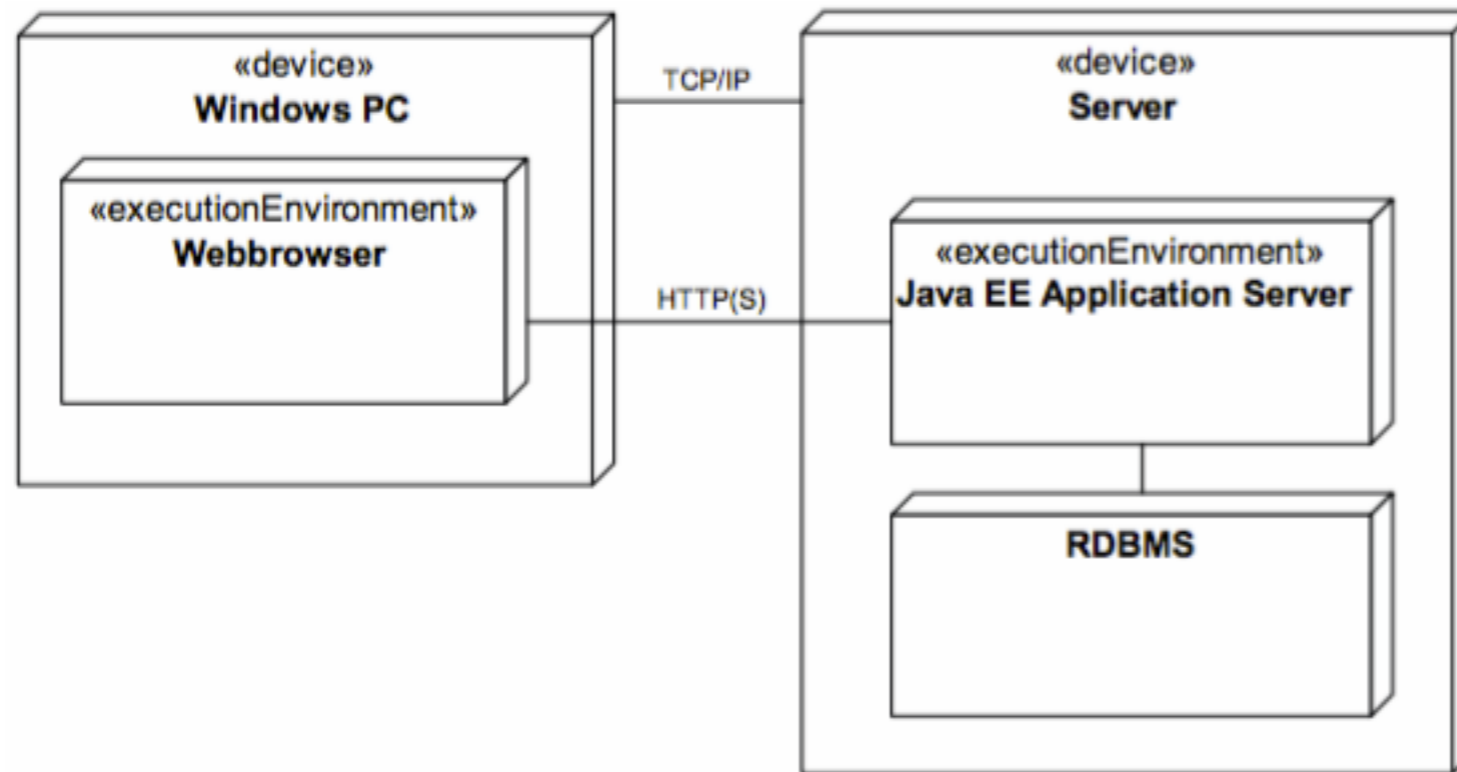 «device»
Windows PC
«executionEnvironment»
Webbrowser
TCP/IP
HTTP(S)
«device»
Server
«executionEnvironment»
Java EE Application Server
RDBMS